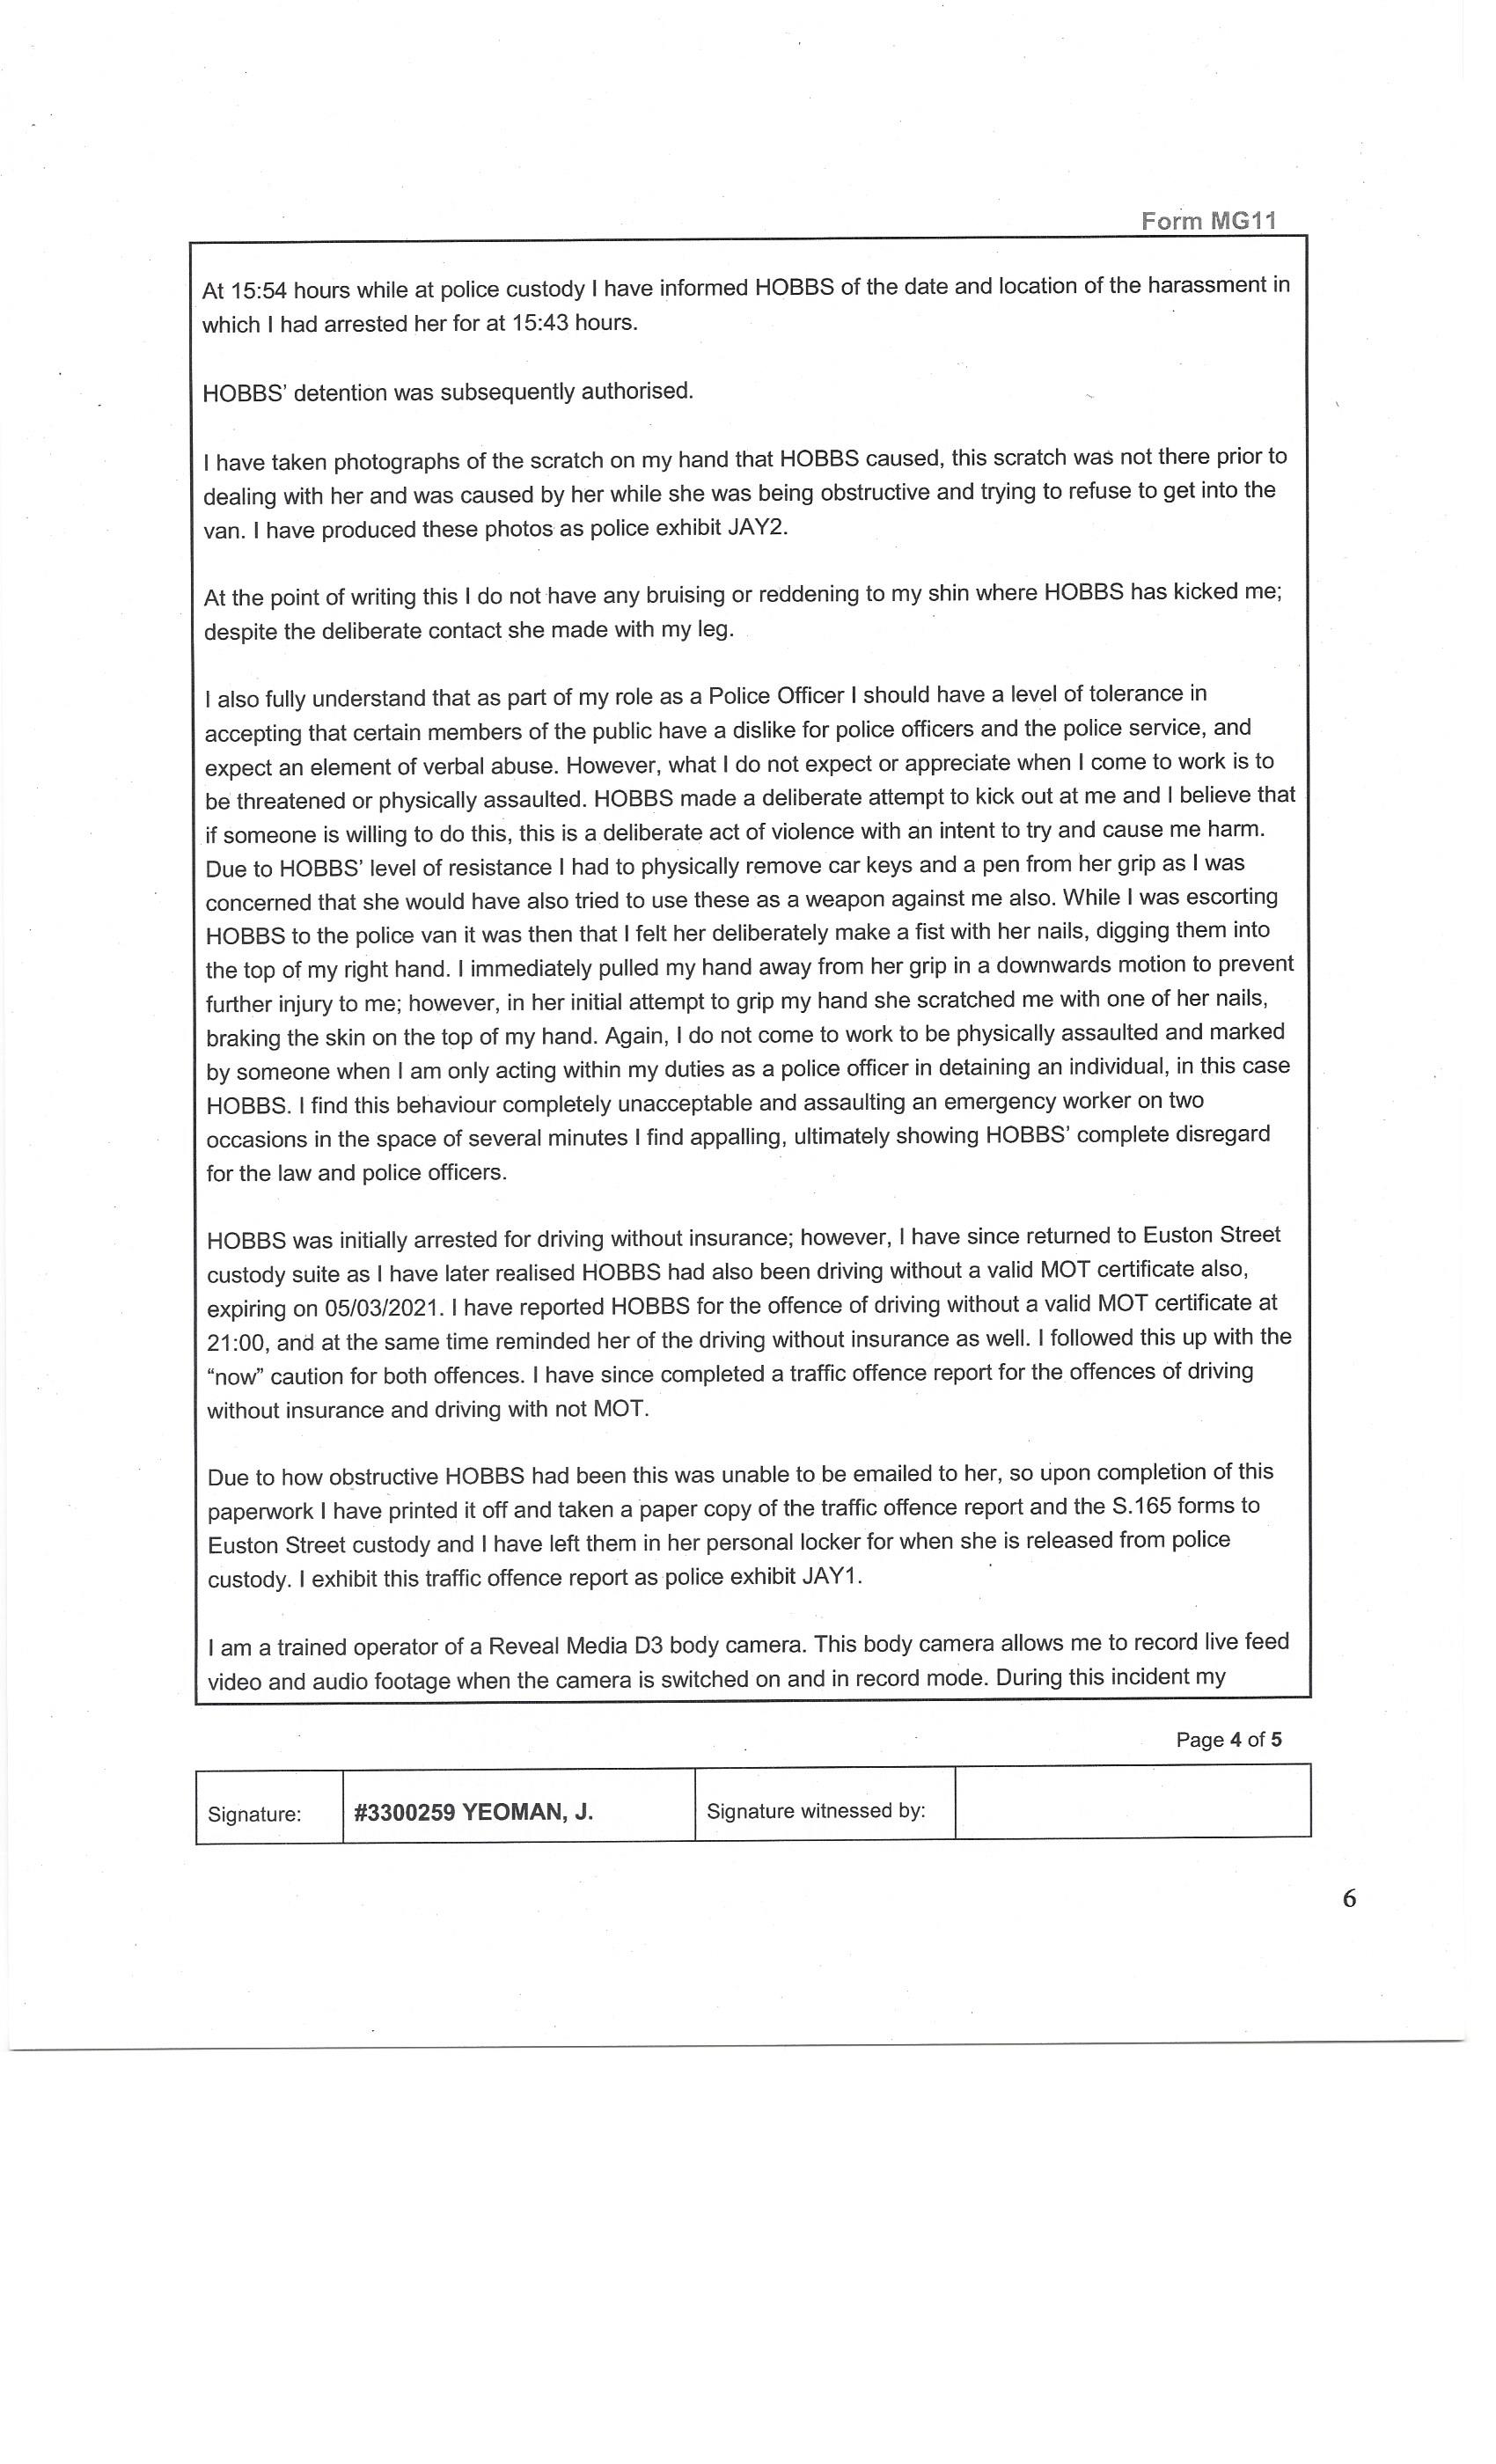 Form MG11
At 15:54 hours while at police custody I have informed HOBBS of the date and location of the harassment in
which I had arrested her for at 15:43 hours.
HOBBS' detention was subsequently authorised.
I have taken photographs of the scratch on my hand that HOBBS caused, this scratch was not there prior to
dealing with her and was caused by her while she was being obstructive and trying to refuse to get into the
van. I have produced these photos as police exhibit JAY2.
At the point of writing this I do not have any bruising or reddening to my shin where HOBBS has kicked me;
despite the deliberate contact she made with my leg.
I also fully understand that as part of my role as a Police Officer I should have a level of tolerance in
accepting that certain members of the public have a dislike for police officers and the police service, and
expect an element of verbal abuse. However, what I do not expect or appreciate when I come to work is to
be threatened or physically assaulted. HOBBS made a deliberate attempt to kick out at me and I believe that
if someone is willing to do this, this is a deliberate act of violence with an intent to try and cause me harm.
Due to HOBBS' level of resistance I had to physically remove car keys and a pen from her grip as I was
concerned that she would have also tried to use these as a weapon against me also. While I was escorting
HOBBS to the police van it was then that I felt her deliberately make a fist with her nails, digging them into
the top of my right hand. I immediately pulled my hand away from her grip in a downwards motion to prevent
further injury to me; however, in her initial attempt to grip my hand she scratched me with one of her nails,
braking the skin on the top of my hand. Again, I do not come to work to be physically assaulted and marked
by someone when I am only acting within my duties as a police officer in detaining an individual, in this case
HOBBS. I find this behaviour completely unacceptable and assaulting an emergency worker on two
occasions in the space of several minutes I find appalling, ultimately showing HOBBS' complete disregard
for the law and police officers.
HOBBS was initially arrested for driving without insurance; however, I have since returned to Euston Street
custody suite as I have later realised HOBBS had also been driving without a valid MOT certificate also,
expiring on 05/03/2021. I have reported HOBBS for the offence of driving without a valid MOT certificate at
21:00, and at the same time reminded her of the driving without insurance as well. I followed this up with the
“now” caution for both offences. I have since completed a traffic offence report for the offences of driving
without insurance and driving with not MOT.
Due to how obstructive HOBBS had been this was unable to be emailed to her, so upon completion of this
paperwork I have printed it off and taken a paper copy of the traffic offence report and the S.165 forms to
Euston Street custody and I have left them in her personal locker for when she is released from police
custody. I exhibit this traffic offence report as police exhibit JAY1.
I am a trained operator of a Reveal Media D3 body camera. This body camera allows me to record live feed
video and audio footage when the camera is switched on and in record mode. During this incident my
Page 4 of 5
Signature: #3300259 YEOMAN, J. Signature witnessed by:
6